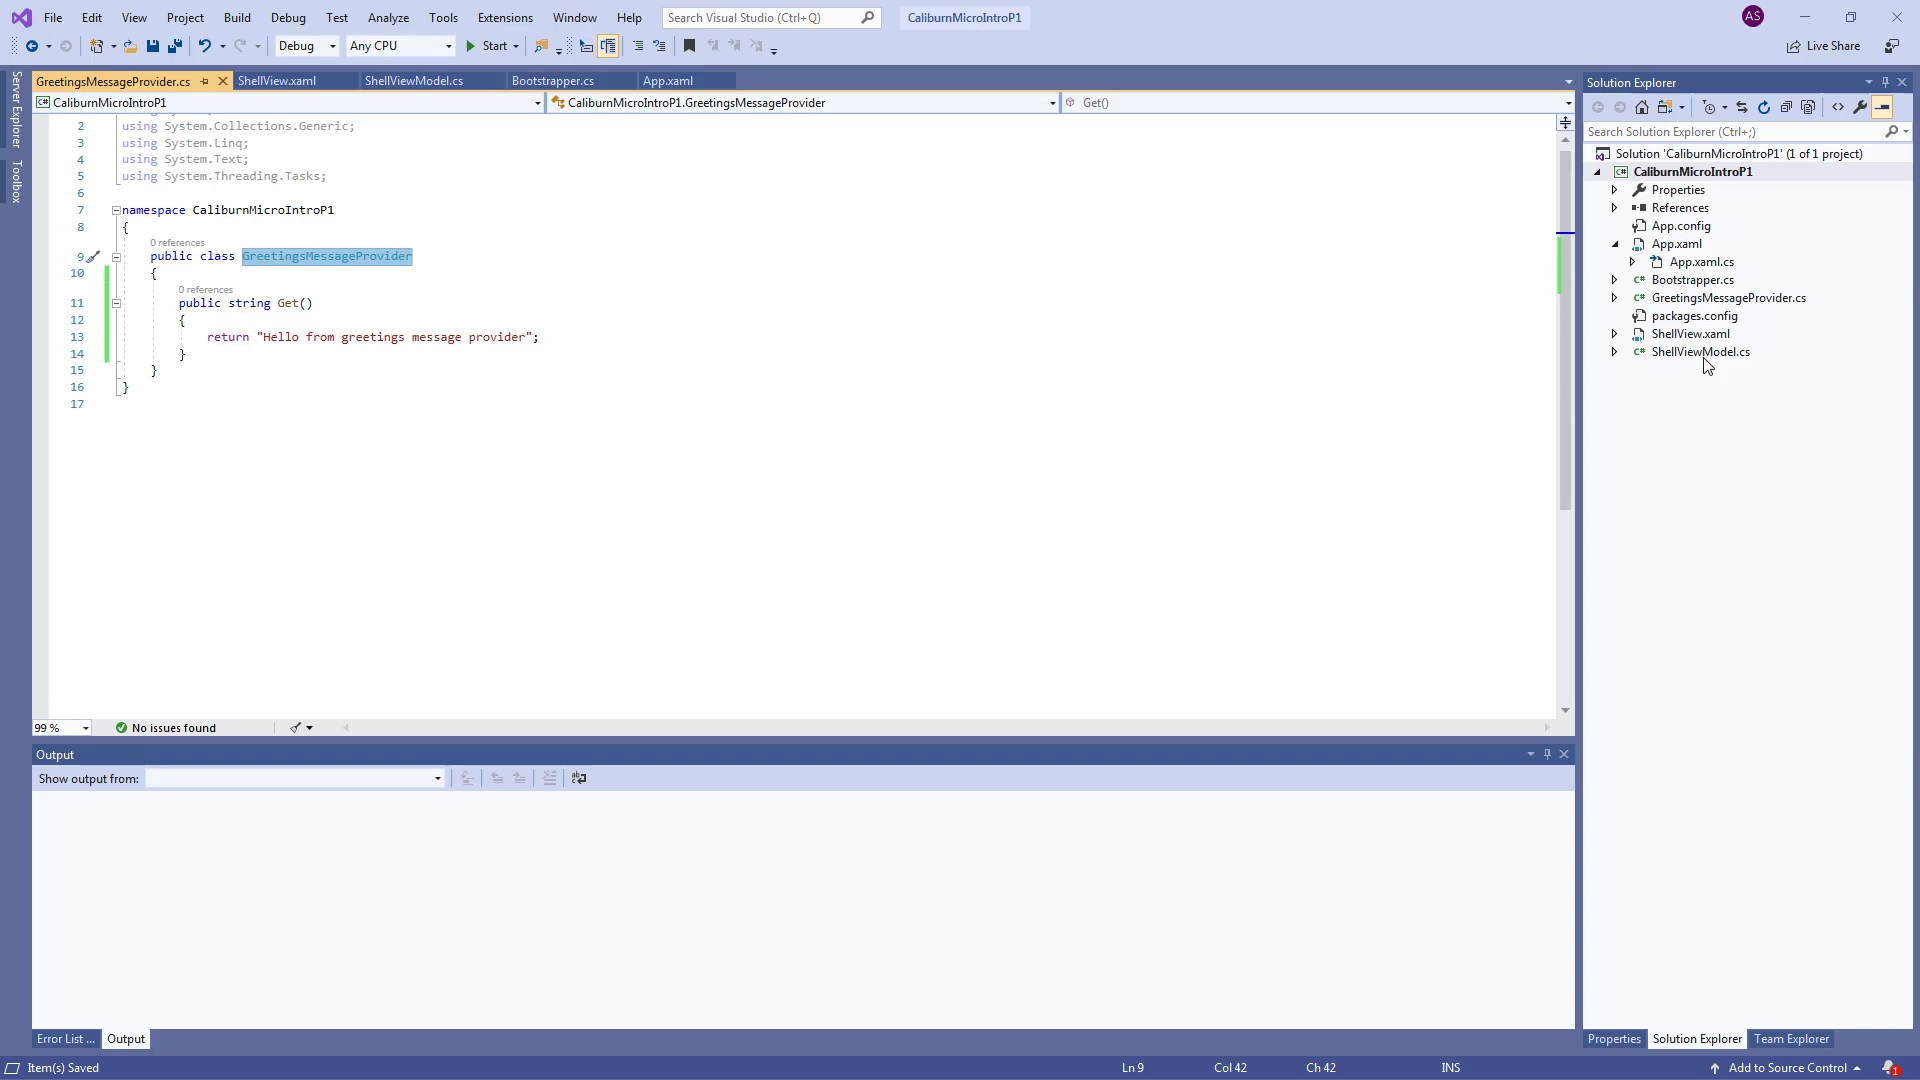 File Edit View Project Build Debug Test Analyze Tools Extensions Window Help Search Visual Studio (Ctrl+Q) CaliburnMicroIntroP1 AS
Debug Any CPU Start Live Share
GreetingsMessageProvider.cs ShellView.xaml ShellViewModel.cs Bootstrapper.cs App.xaml
CaliburnMicroIntroP1 CaliburnMicroIntroP1.GreetingsMessageProvider Get()
2 using System.Collections.Generic;
3 using System.Linq;
4 using System.Text;
5 using System.Threading.Tasks;
6
7 namespace CaliburnMicroIntroP1
8 {
0 references
9 public class GreetingsMessageProvider
10 {
0 references
11 public string Get()
12 {
13 return "Hello from greetings message provider";
14 }
15 }
16 }
17
99 % No issues found
Output
Show output from:
Error List ... Output
Server Explorer
Toolbox
Solution Explorer
Search Solution Explorer (Ctrl+;)
Solution 'CaliburnMicroIntroP1' (1 of 1 project)
CaliburnMicroIntroP1
Properties
References
App.config
App.xaml
App.xaml.cs
Bootstrapper.cs
GreetingsMessageProvider.cs
packages.config
ShellView.xaml
ShellViewModel.cs
Properties Solution Explorer Team Explorer
Item(s) Saved Ln 9 Col 42 Ch 42 INS Add to Source Control 1